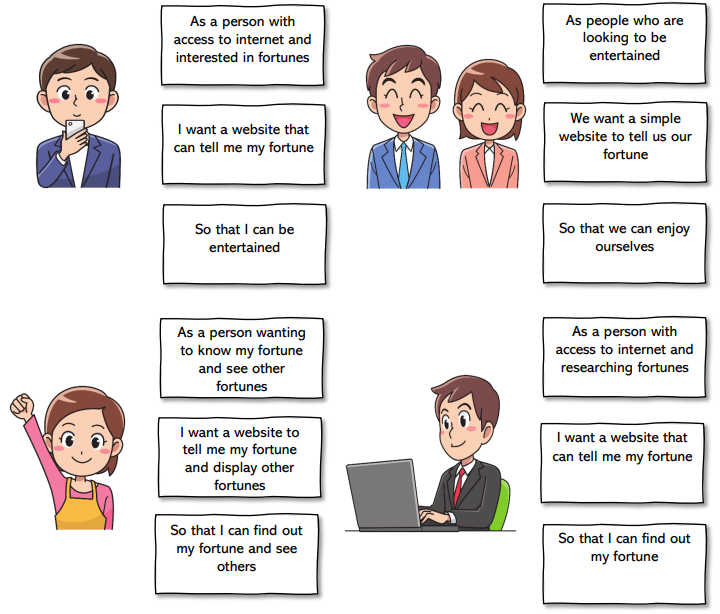 As a person with
access to internet and
interested in fortunes
I want a website that
can tell me my fortune
So that I can be
entertained
As people who are
looking to be
entertained
We want a simple
website to tell us our
fortune
So that we can enjoy
ourselves
As a person wanting
to know my fortune
and see other
fortunes
I want a website to
tell me my fortune
and display other
fortunes
So that I can find out
my fortune and see
others
As a person with
access to internet and
researching fortunes
I want a website that
can tell me my fortune
So that I can find out
my fortune